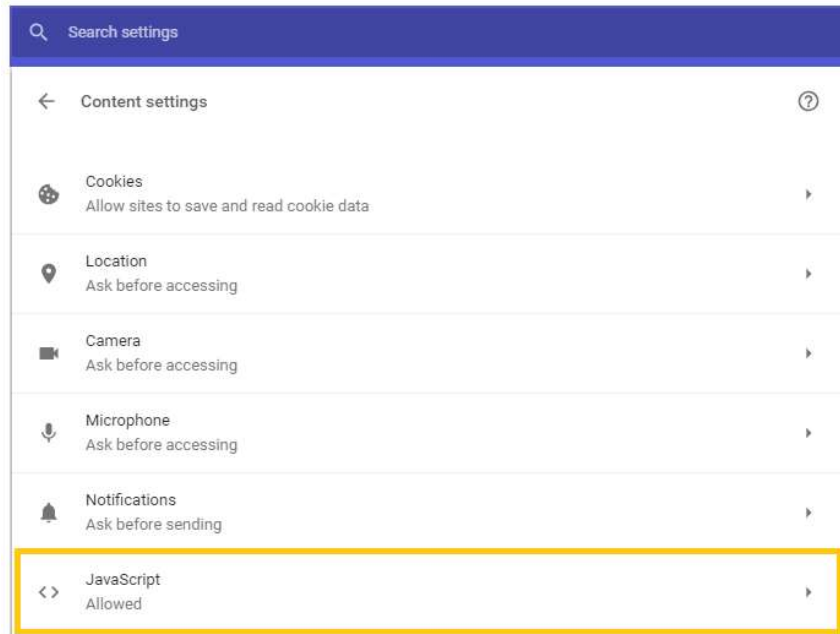 Search settings
Content settings
Cookies
Allow sites to save and read cookie data
Location
Ask before accessing
Camera
Ask before accessing
Microphone
Ask before accessing
Notifications
Ask before sending
JavaScript
Allowed